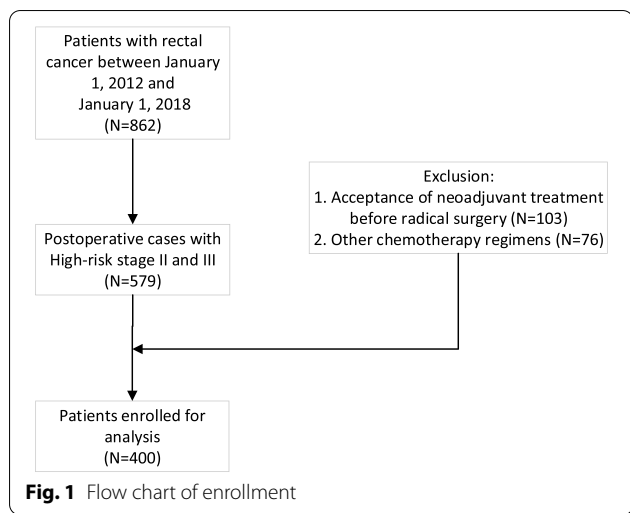 Patients with rectal
cancer between January
1, 2012 and
January 1, 2018
(N=862)
Exclusion:
1. Acceptance of neoadjuvant treatment
before radical surgery (N=103)
2. Other chemotherapy regimens (N=76)
Postoperative cases with
High-risk stage II and III
(N=579)
Patients enrolled for
analysis
(N=400)
Fig. 1 Flow chart of enrollment